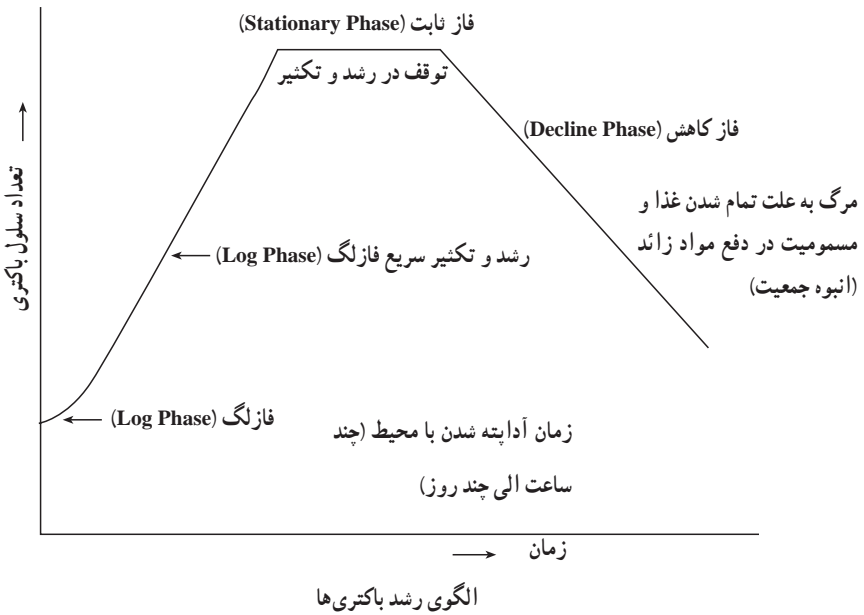 فاز ثابت (Stationary Phase)
توقف در رشد و تکثیر
فاز کاهش (Decline Phase)
مرگ به علت تمام شدن غذا و
مسمومیت در دفع مواد زائد
(انبوه جمعیت)
تعداد سلول باکتری
رشد و تکثیر سریع فازلگ (Log Phase)
فازلگ (Log Phase)
زمان آداپته شدن با محیط (چند
ساعت الی چند روز)
زمان
الگوی رشد باکتری‌ها